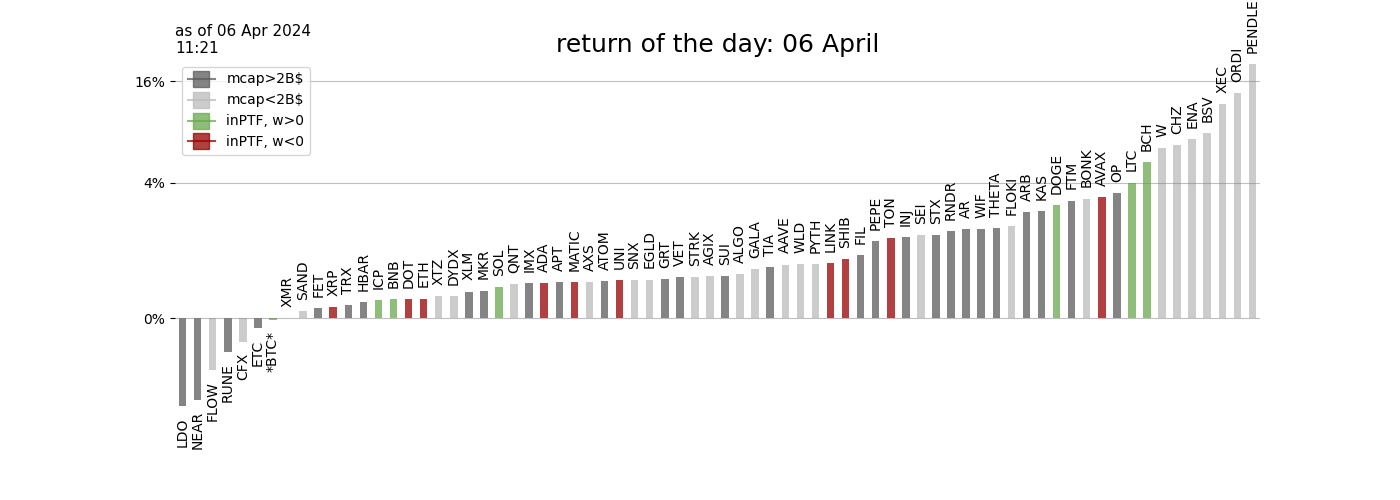 as of 06 Apr 2024
11:21
return of the day: 06 April
mcap>2B$
mcap<2B$
inPTF, w>0
inPTF, w<0
16%
4%
0%
LDO
NEAR
FLOW
RUNE
CFX
ETC
*BTC*
XMR
SAND
FET
XRP
TRX
HBAR
ICP
BNB
DOT
ETH
XTZ
DYDX
XLM
MKR
SOL
QNT
IMX
ADA
APT
MATIC
AXS
ATOM
UNI
SNX
EGLD
GRT
VET
STRK
AGIX
SUI
ALGO
GALA
TIA
AAVE
WLD
PYTH
LINK
SHIB
FIL
PEPE
TON
INJ
SEI
STX
RNDR
AR
WIF
THETA
FLOKI
ARB
KAS
DOGE
FTM
BONK
AVAX
OP
LTC
BCH
W
CHZ
ENA
BSV
XEC
ORDI
PENDLE